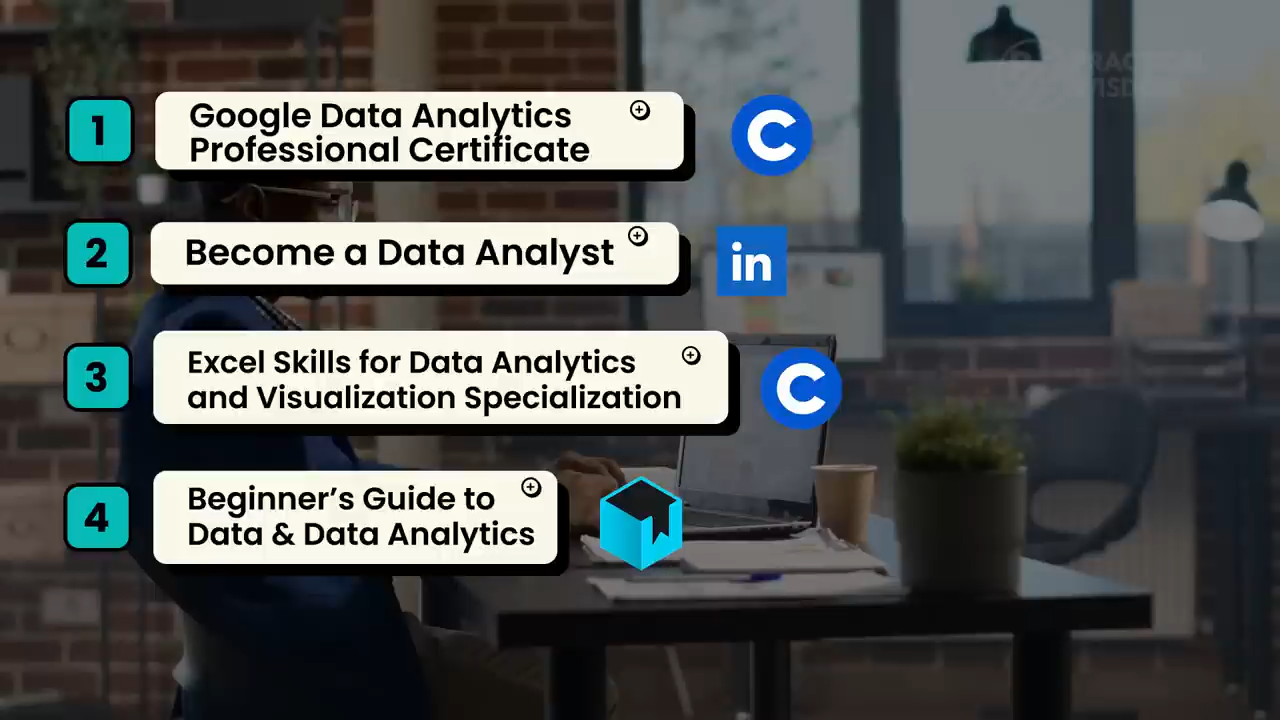 1
Google Data Analytics
Professional Certificate
2
Become a Data Analyst
in
3
Excel Skills for Data Analytics
and Visualization Specialization
4
Beginner's Guide to
Data & Data Analytics